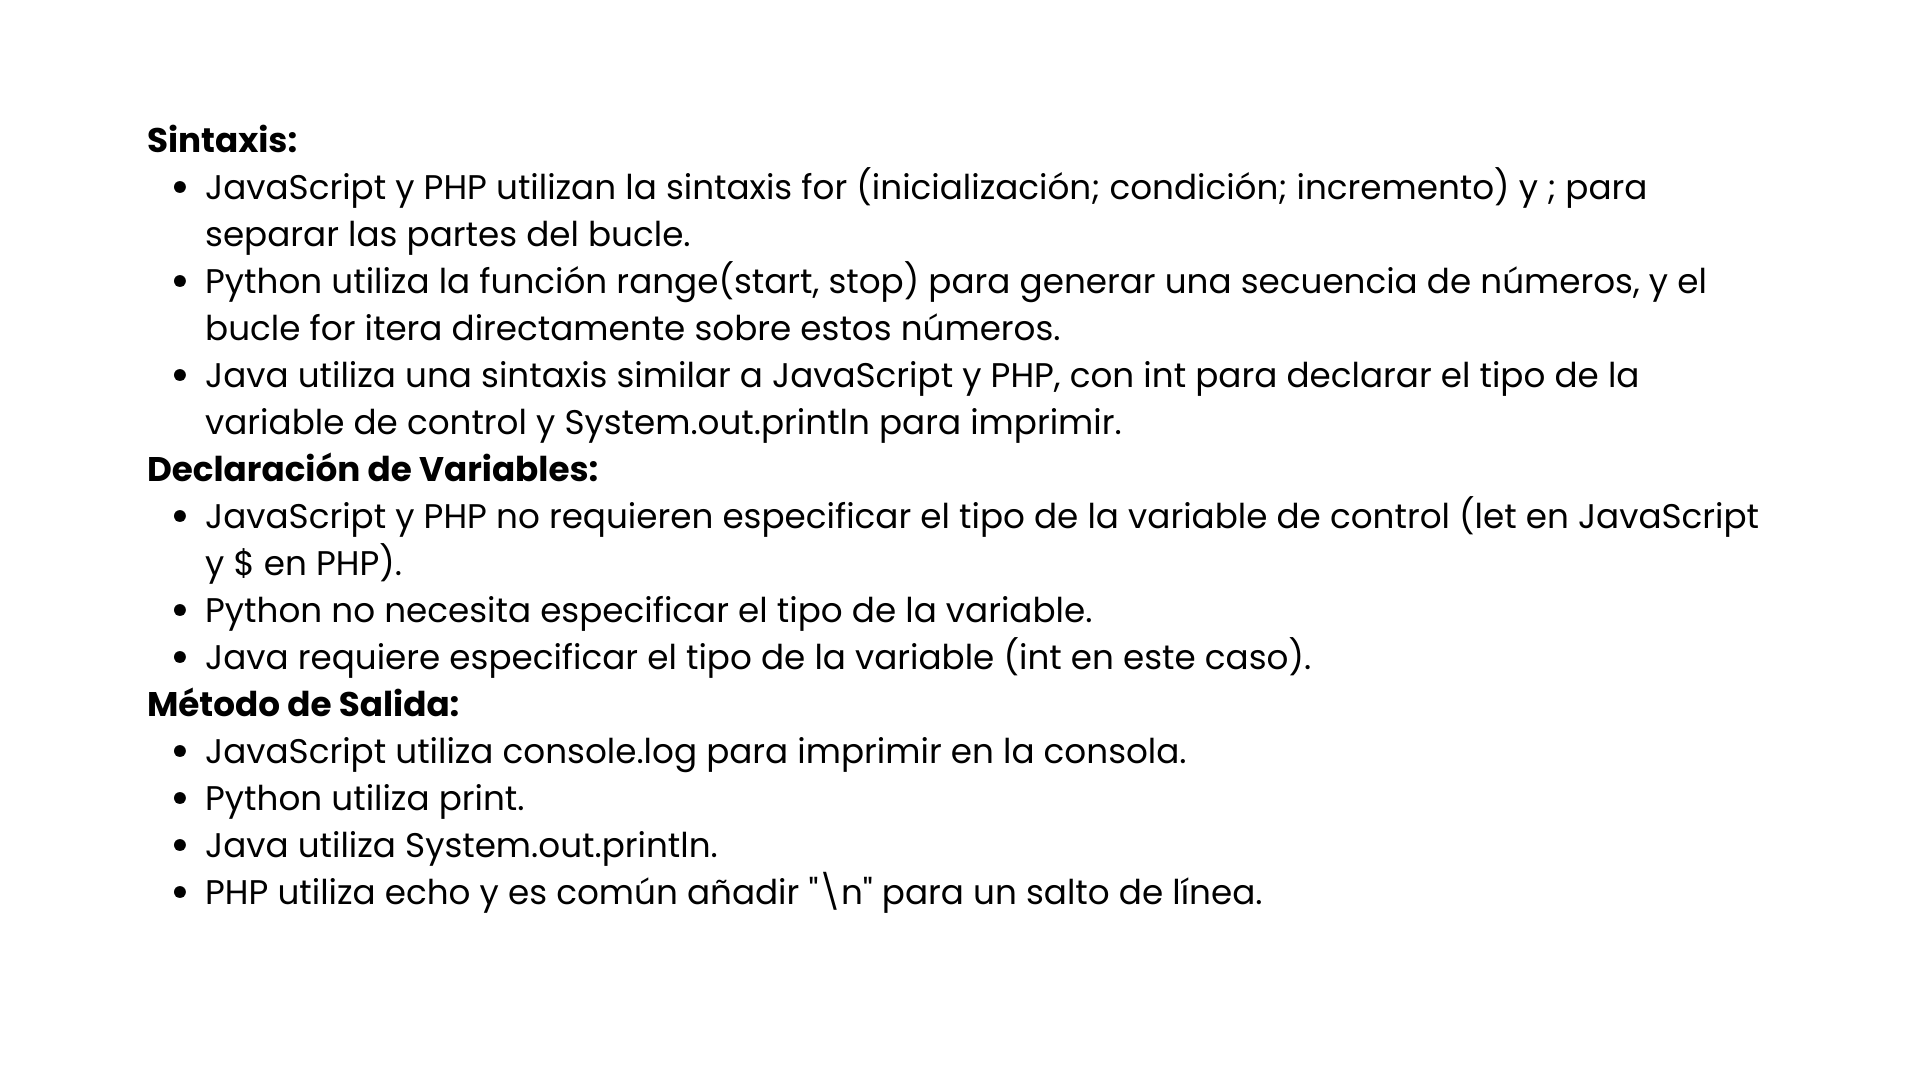 Sintaxis:
• JavaScript y PHP utilizan la sintaxis for (inicialización; condición; incremento) y ; para
separar las partes del bucle.
• Python utiliza la función range(start, stop) para generar una secuencia de números, y el
bucle for itera directamente sobre estos números.
• Java utiliza una sintaxis similar a JavaScript y PHP, con int para declarar el tipo de la
variable de control y System.out.println para imprimir.
Declaración de Variables:
• JavaScript y PHP no requieren especificar el tipo de la variable de control (let en JavaScript
y $ en PHP).
• Python no necesita especificar el tipo de la variable.
• Java requiere especificar el tipo de la variable (int en este caso).
Método de Salida:
• JavaScript utiliza console.log para imprimir en la consola.
• Python utiliza print.
• Java utiliza System.out.println.
• PHP utiliza echo y es común añadir "\n" para un salto de línea.